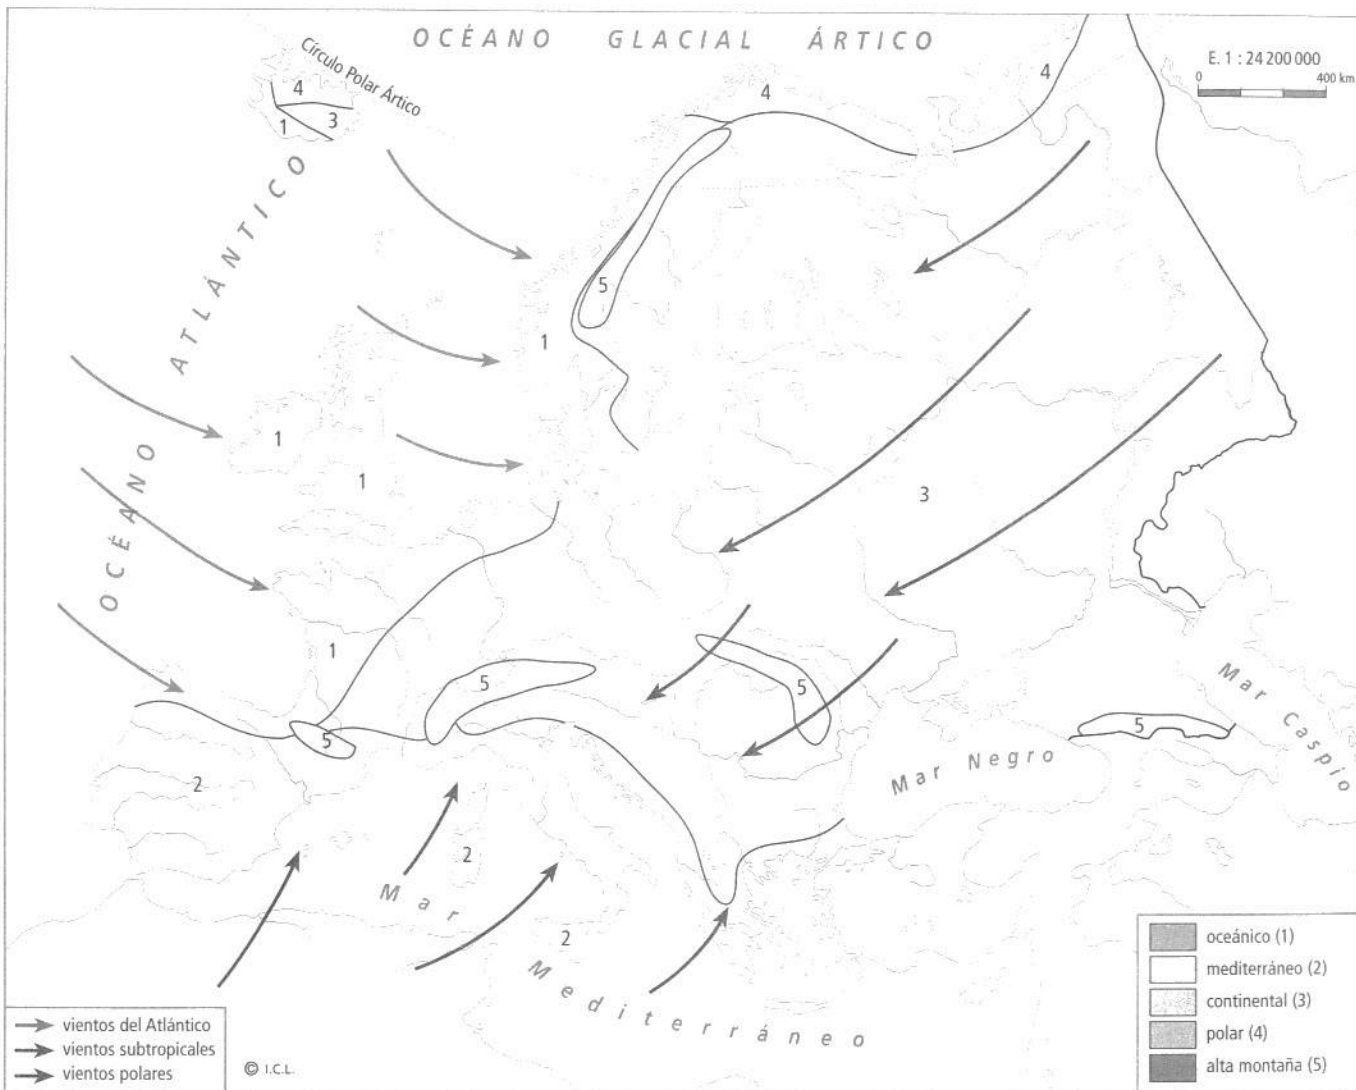 OCÉANO GLACIAL ÁRTICO
Círculo Polar Ártico
E. 1 : 24 200 000
0 400 km
4
1
3
4
4
OCÉANO ATLÁNTICO
5
1
1
1
3
1
5
5
5
5
2
2
2
Mar Negro
Mar Caspio
Mar Mediterráneo
oceánico (1)
mediterráneo (2)
continental (3)
polar (4)
alta montaña (5)
vientos del Atlántico
vientos subtropicales
vientos polares
© I.C.L.